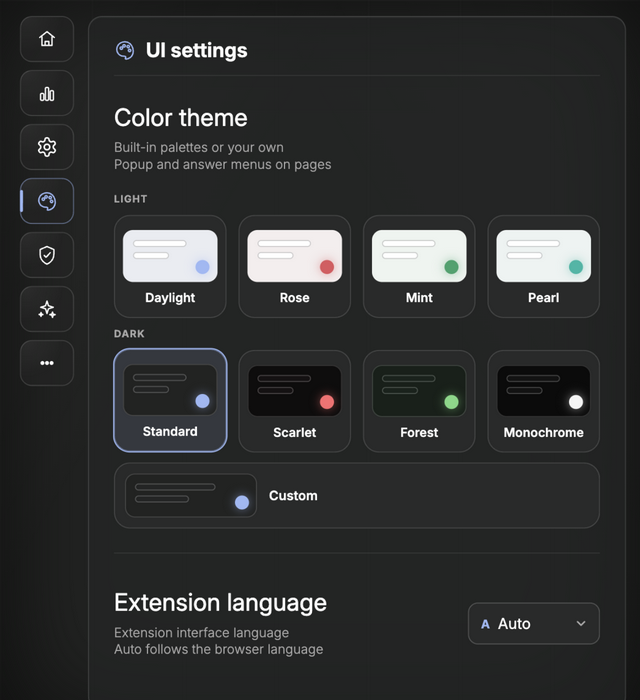 UI settings
Color theme
Built-in palettes or your own
Popup and answer menus on pages
LIGHT
Daylight
Rose
Mint
Pearl
DARK
Standard
Scarlet
Forest
Monochrome
Custom
Extension language
Extension interface language
Auto follows the browser language
A Auto